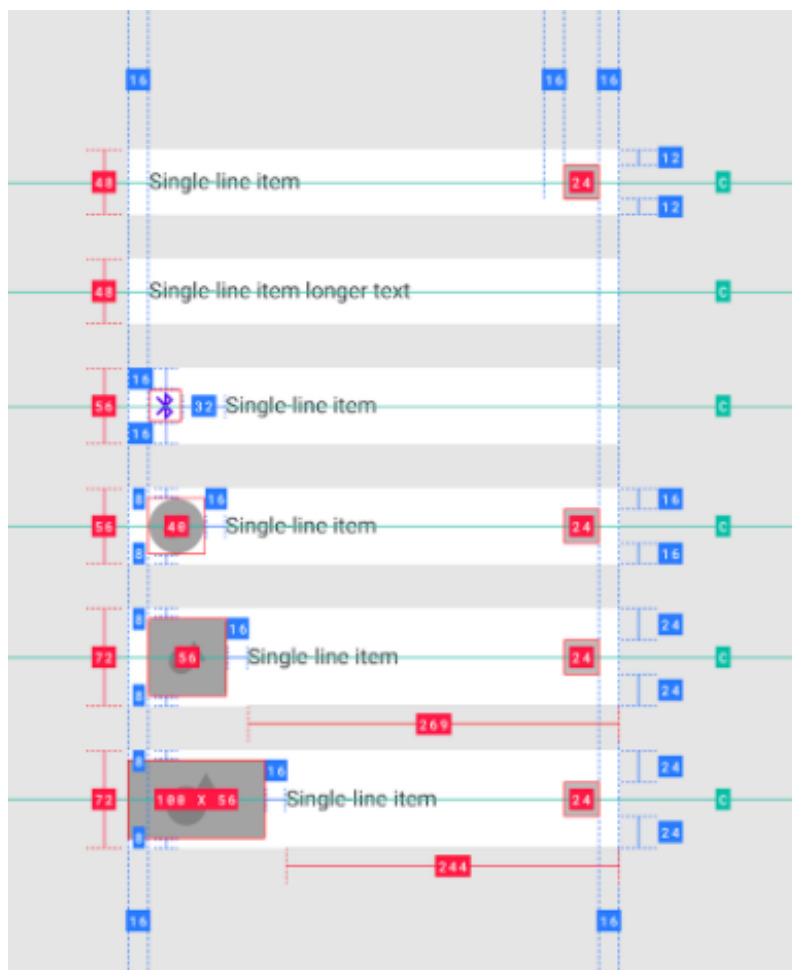 16 16 16
12
48 Single-line item 24 C
12
48 Single-line item longer text C
16
56 32 Single-line item C
16
8 16 16
56 40 Single-line item 24 C
8 16
8 16 24
72 56 Single-line item 24 C
8 24
269
8 16 24
72 100 X 56 Single-line item 24 C
8 24
244
16 16